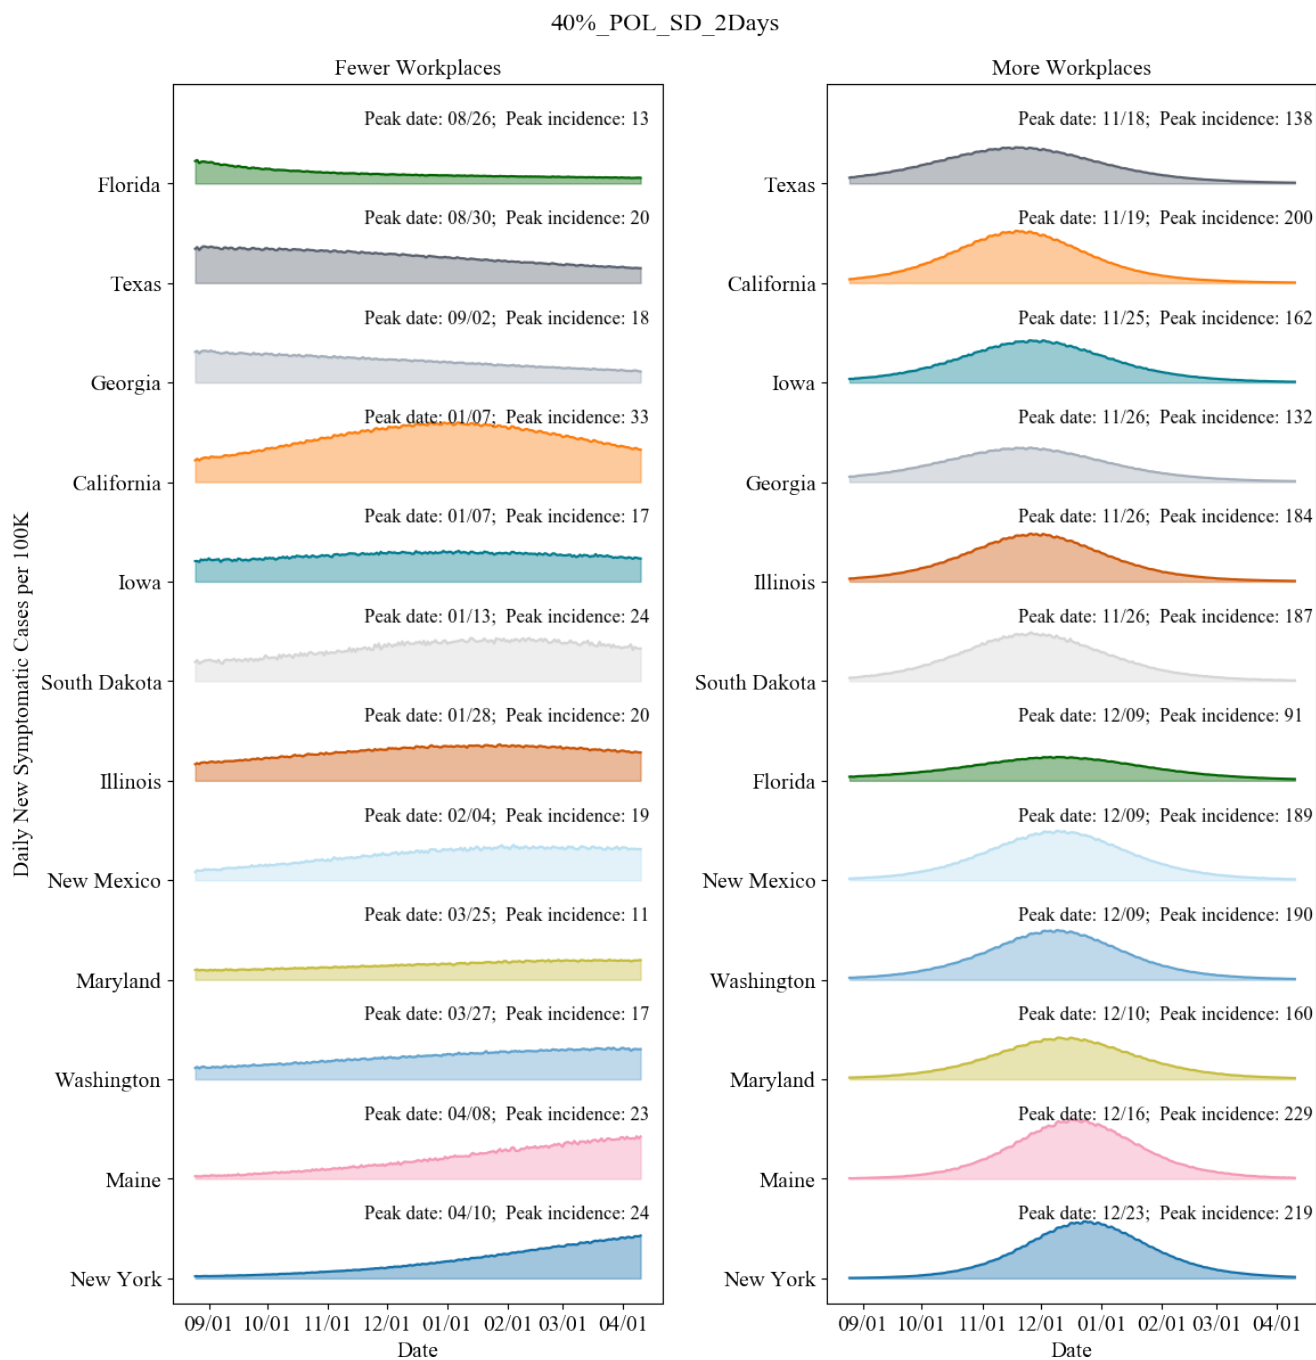 40%_POL_SD_2Days
Daily New Symptomatic Cases per 100K
Fewer Workplaces
Peak date: 08/26;  Peak incidence: 13
Florida
Peak date: 08/30;  Peak incidence: 20
Texas
Peak date: 09/02;  Peak incidence: 18
Georgia
Peak date: 01/07;  Peak incidence: 33
California
Peak date: 01/07;  Peak incidence: 17
Iowa
Peak date: 01/13;  Peak incidence: 24
South Dakota
Peak date: 01/28;  Peak incidence: 20
Illinois
Peak date: 02/04;  Peak incidence: 19
New Mexico
Peak date: 03/25;  Peak incidence: 11
Maryland
Peak date: 03/27;  Peak incidence: 17
Washington
Peak date: 04/08;  Peak incidence: 23
Maine
Peak date: 04/10;  Peak incidence: 24
New York
09/01 10/01 11/01 12/01 01/01 02/01 03/01 04/01
Date
More Workplaces
Peak date: 11/18;  Peak incidence: 138
Texas
Peak date: 11/19;  Peak incidence: 200
California
Peak date: 11/25;  Peak incidence: 162
Iowa
Peak date: 11/26;  Peak incidence: 132
Georgia
Peak date: 11/26;  Peak incidence: 184
Illinois
Peak date: 11/26;  Peak incidence: 187
South Dakota
Peak date: 12/09;  Peak incidence: 91
Florida
Peak date: 12/09;  Peak incidence: 189
New Mexico
Peak date: 12/09;  Peak incidence: 190
Washington
Peak date: 12/10;  Peak incidence: 160
Maryland
Peak date: 12/16;  Peak incidence: 229
Maine
Peak date: 12/23;  Peak incidence: 219
New York
09/01 10/01 11/01 12/01 01/01 02/01 03/01 04/01
Date